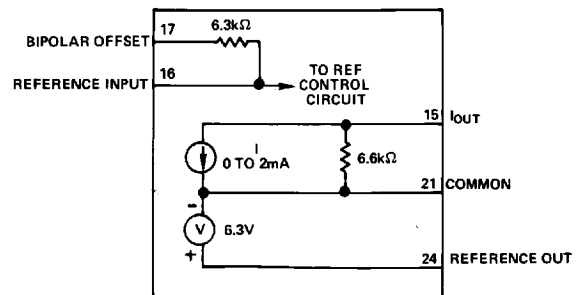 17
6.3kΩ
BIPOLAR OFFSET
16
REFERENCE INPUT
TO REF
CONTROL
CIRCUIT
15
IOUT
I
0 TO 2mA
6.6kΩ
21
COMMON
-
V
6.3V
+
24
REFERENCE OUT